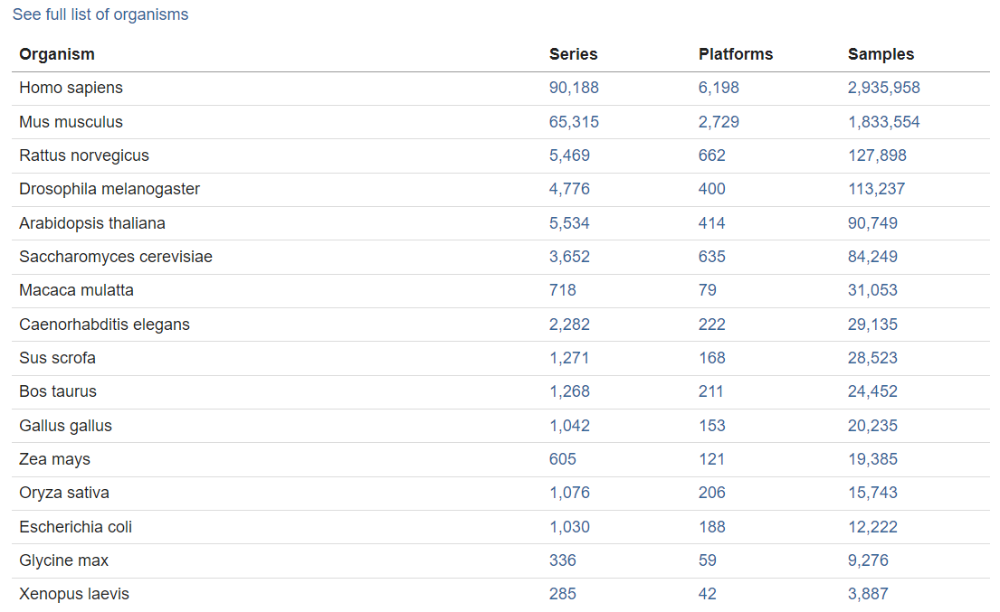 See full list of organisms
Organism Series Platforms Samples
Homo sapiens 90,188 6,198 2,935,958
Mus musculus 65,315 2,729 1,833,554
Rattus norvegicus 5,469 662 127,898
Drosophila melanogaster 4,776 400 113,237
Arabidopsis thaliana 5,534 414 90,749
Saccharomyces cerevisiae 3,652 635 84,249
Macaca mulatta 718 79 31,053
Caenorhabditis elegans 2,282 222 29,135
Sus scrofa 1,271 168 28,523
Bos taurus 1,268 211 24,452
Gallus gallus 1,042 153 20,235
Zea mays 605 121 19,385
Oryza sativa 1,076 206 15,743
Escherichia coli 1,030 188 12,222
Glycine max 336 59 9,276
Xenopus laevis 285 42 3,887